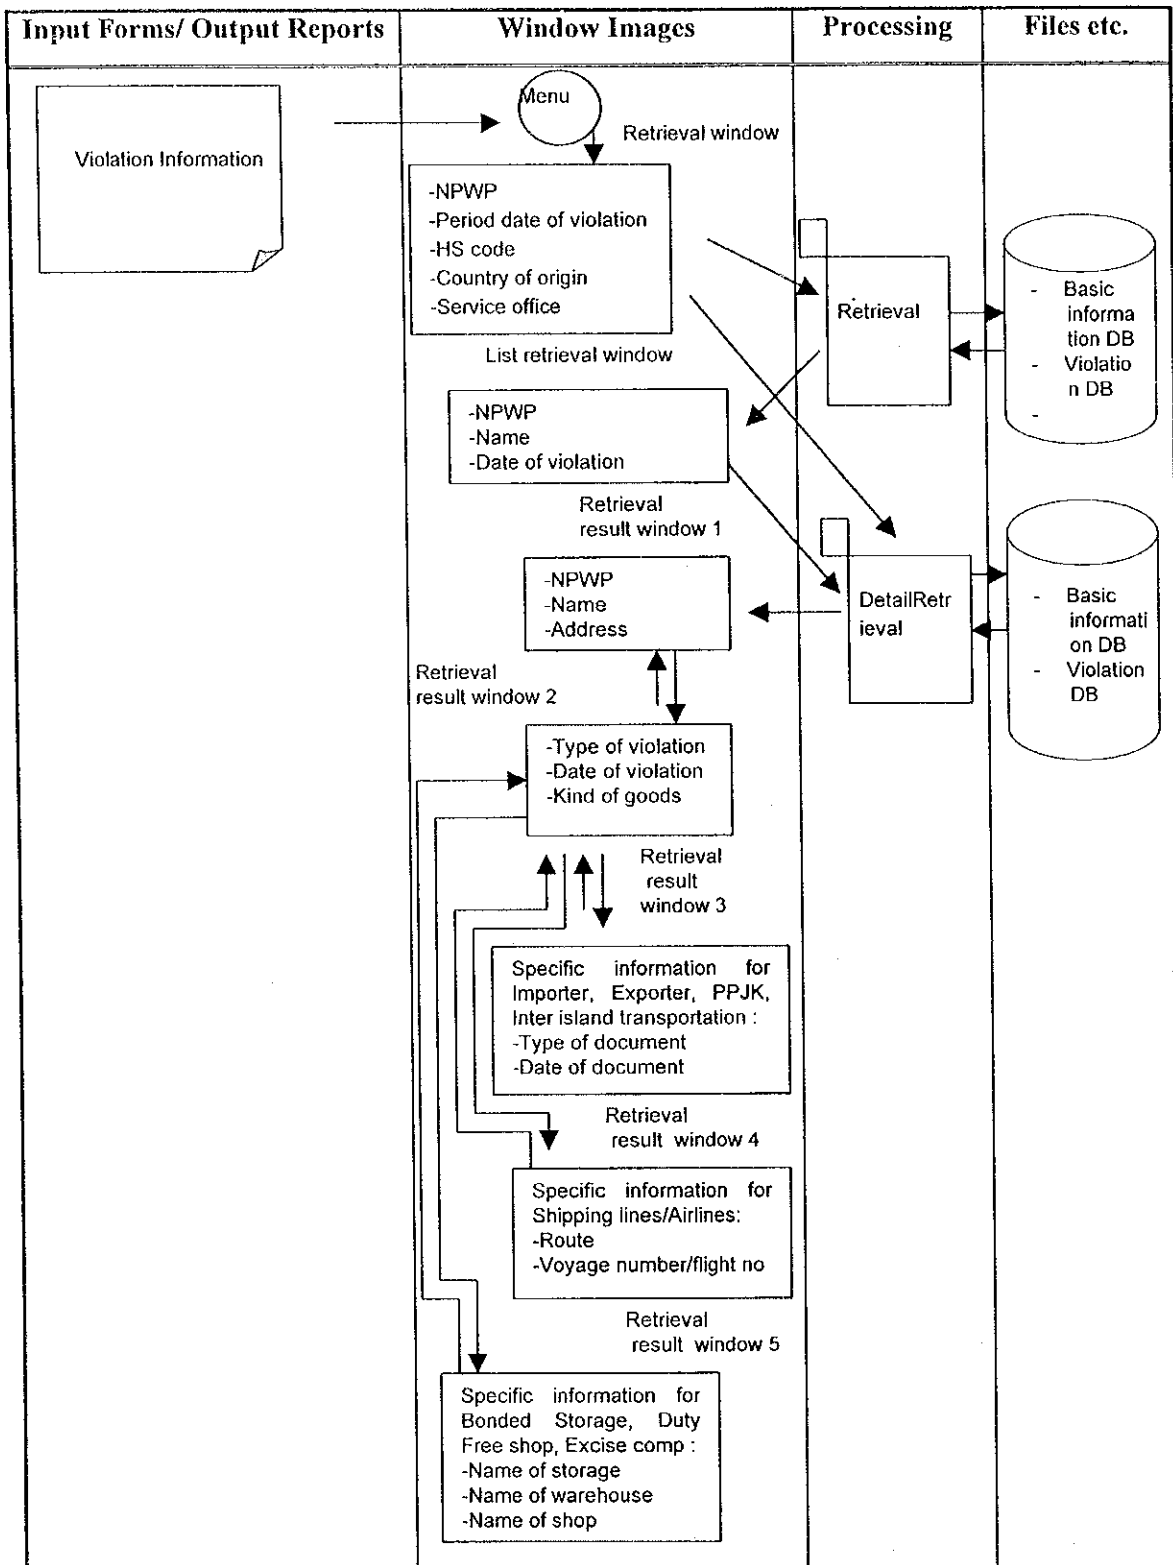 Input Forms/ Output Reports
Window Images
Processing
Files etc.
Violation Information
Menu
Retrieval window
-NPWP
-Period date of violation
-HS code
-Country of origin
-Service office
Retrieval
- Basic
informa
tion DB
- Violatio
n DB
-
List retrieval window
-NPWP
-Name
-Date of violation
Retrieval
result window 1
-NPWP
-Name
-Address
DetailRetr
ieval
- Basic
informati
on DB
- Violation
DB
Retrieval
result window 2
-Type of violation
-Date of violation
-Kind of goods
Retrieval
result
window 3
Specific information for
Importer, Exporter, PPJK,
Inter island transportation :
-Type of document
-Date of document
Retrieval
result window 4
Specific information for
Shipping lines/Airlines:
-Route
-Voyage number/flight no
Retrieval
result window 5
Specific information for
Bonded Storage, Duty
Free shop, Excise comp :
-Name of storage
-Name of warehouse
-Name of shop